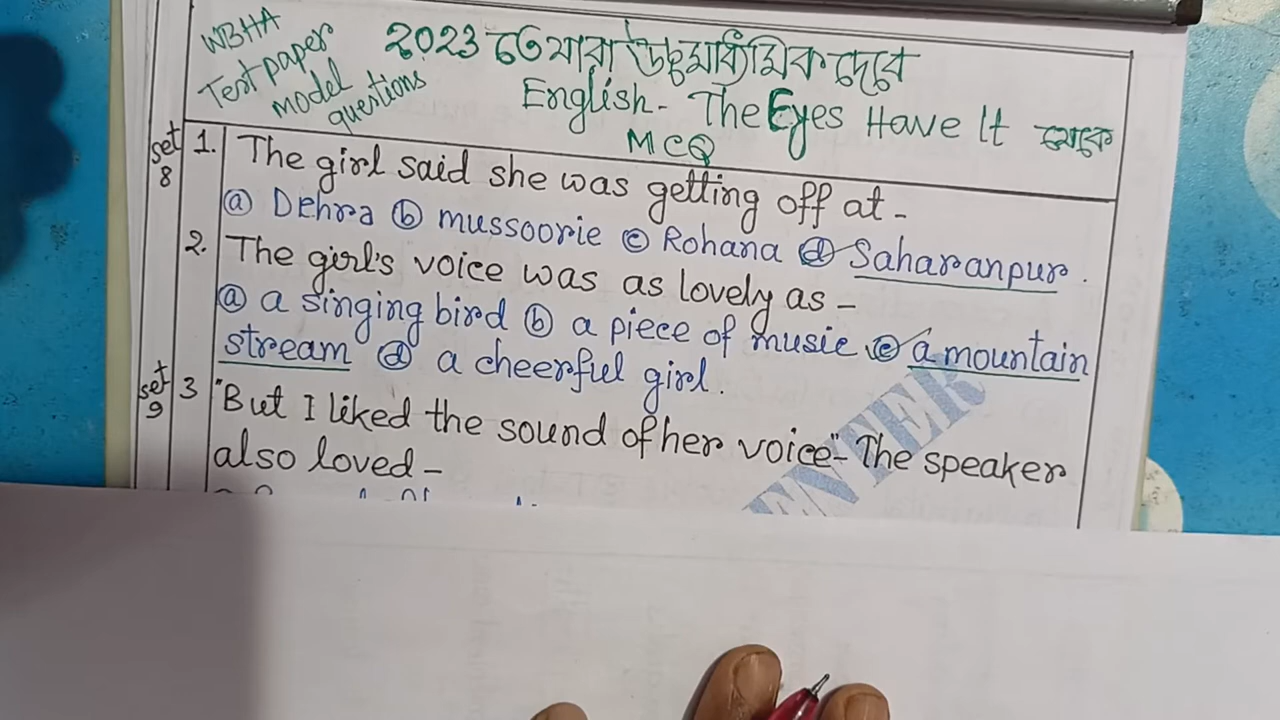 WBHA
Test paper
model
questions
2023 তে যারা উচ্চমাধ্যমিক দেবে
English - The Eyes Have It থেকে
MCQ
set 8
1. The girl said she was getting off at -
ⓐ Dehra ⓑ mussoorie ⓒ Rohana ⓓ Saharanpur.
2. The girl's voice was as lovely as -
ⓐ a singing bird ⓑ a piece of music ⓒ a mountain
stream ⓓ a cheerful girl.
set 9
3 "But I liked the sound of her voice" - The speaker
also loved -
ENTER